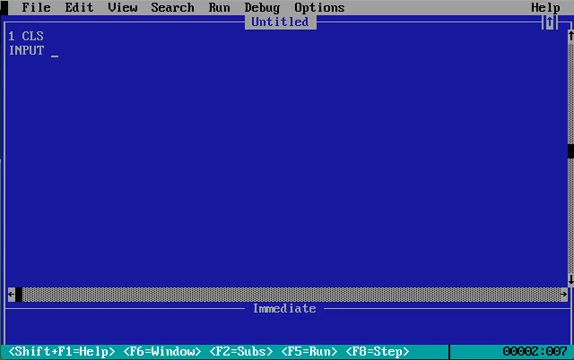 File Edit View Search Run Debug Options Help
Untitled
1 CLS
INPUT _
Immediate
<Shift+F1=Help> <F6=Window> <F2=Subs> <F5=Run> <F8=Step> 00002:007